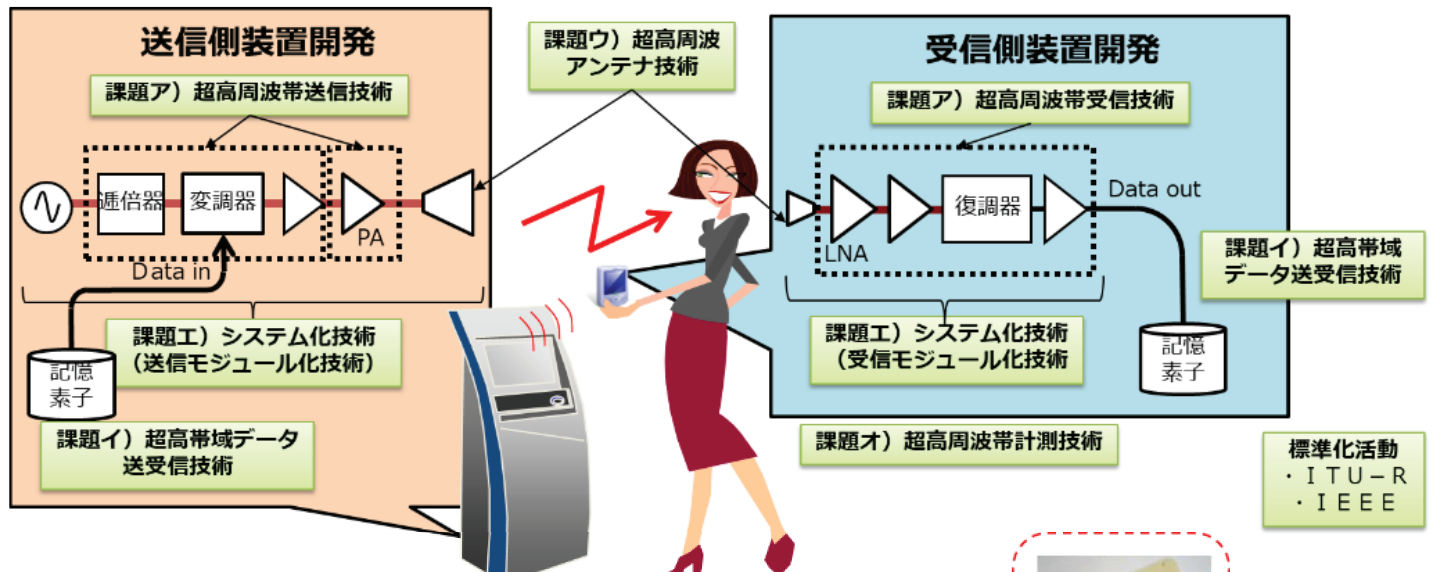 送信側装置開発
課題ア）超高周波帯送信技術
逓倍器
変調器
PA
Data in
課題エ）システム化技術
（送信モジュール化技術）
記憶
素子
課題イ）超高帯域データ
送受信技術
課題ウ）超高周波
アンテナ技術
受信側装置開発
課題ア）超高周波帯受信技術
LNA
復調器
Data out
課題イ）超高帯域
データ送受信技術
課題エ）システム化技術
（受信モジュール化技術
記憶
素子
課題オ）超高周波帯計測技術
標準化活動
・ＩＴＵ－Ｒ
・ＩＥＥＥ